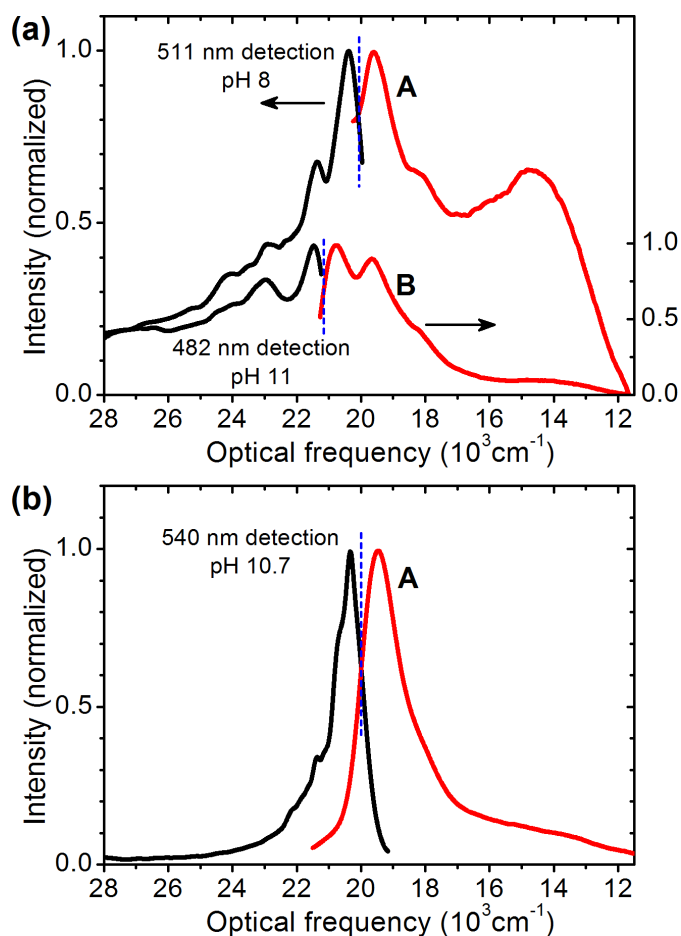 (a)
511 nm detection
pH 8
A
B
482 nm detection
pH 11
Intensity (normalized)
1.0
0.5
0.0
1.0
0.5
0.0
28 26 24 22 20 18 16 14 12
Optical frequency (10³cm⁻¹)
(b)
540 nm detection
pH 10.7
A
Intensity (normalized)
1.0
0.5
0.0
28 26 24 22 20 18 16 14 12
Optical frequency (10³cm⁻¹)